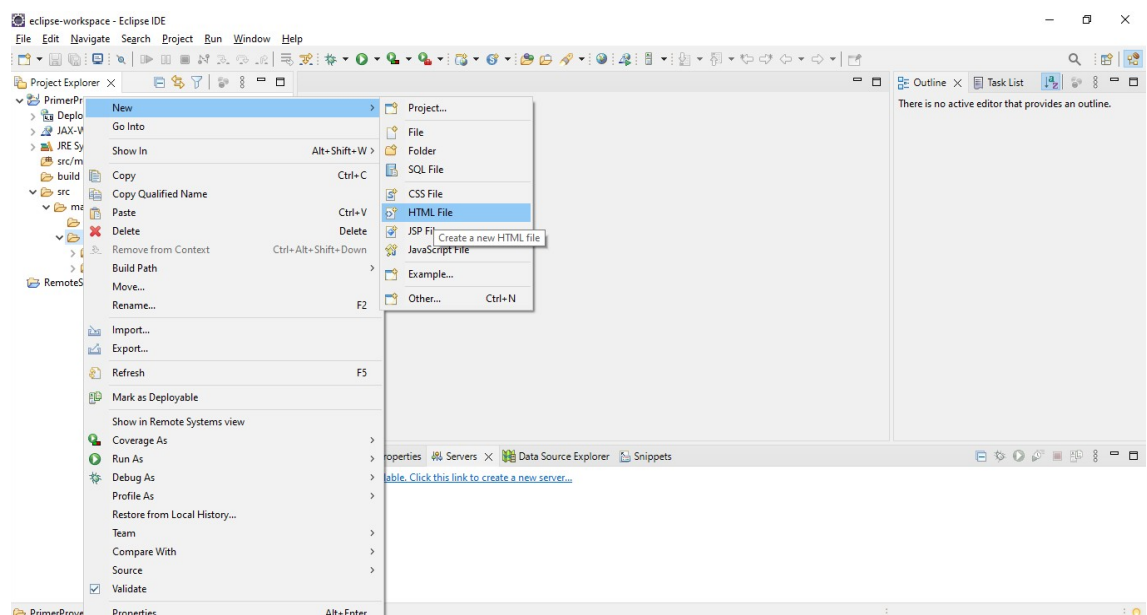 eclipse-workspace - Eclipse IDE
File Edit Navigate Search Project Run Window Help
Project Explorer
Outline
Task List
There is no active editor that provides an outline.
PrimerPr
Deplo
JAX-W
JRE Sy
src/m
build
src
ma
RemoteS
New
Go Into
Show In Alt+Shift+W >
Copy Ctrl+C
Copy Qualified Name
Paste Ctrl+V
Delete Delete
Remove from Context Ctrl+Alt+Shift+Down
Build Path
Move...
Rename... F2
Import...
Export...
Refresh F5
Mark as Deployable
Show in Remote Systems view
Coverage As
Run As
Debug As
Profile As
Restore from Local History...
Team
Compare With
Source
Validate
Properties Alt+Enter
Project...
File
Folder
SQL File
CSS File
HTML File
JSP Fil
Create a new HTML file
JavaScript File
Example...
Other... Ctrl+N
roperties Servers Data Source Explorer Snippets
lable. Click this link to create a new server...
PrimerProye